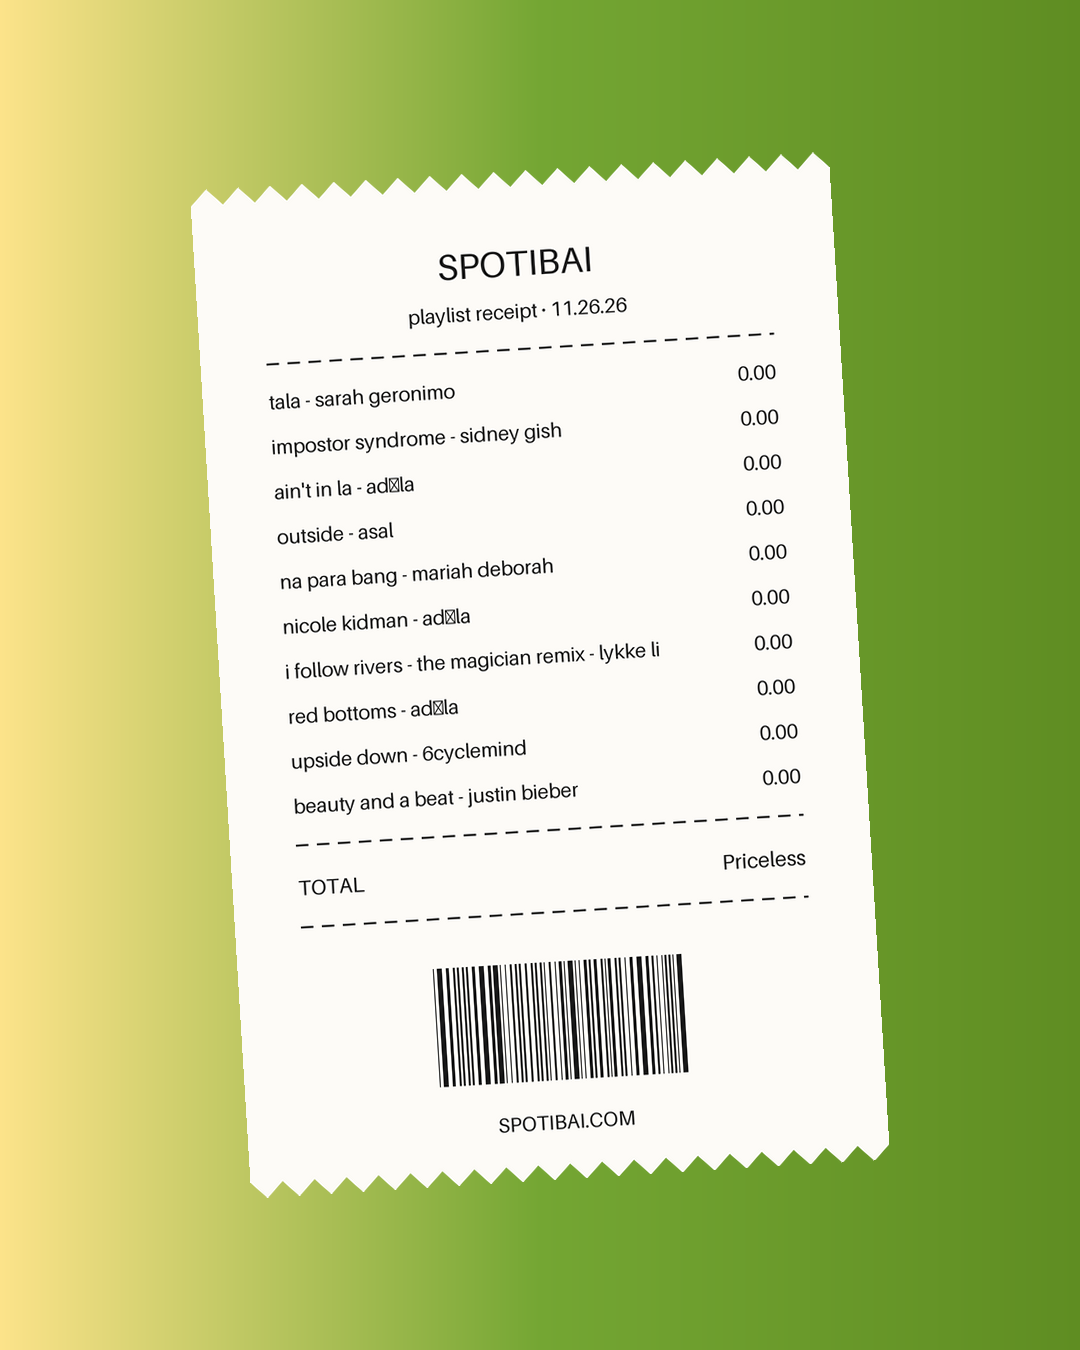 SPOTIBAI
playlist receipt · 11.26.26
tala - sarah geronimo 0.00
impostor syndrome - sidney gish 0.00
ain't in la - ad☒la 0.00
outside - asal 0.00
na para bang - mariah deborah 0.00
nicole kidman - ad☒la 0.00
i follow rivers - the magician remix - lykke li 0.00
red bottoms - ad☒la 0.00
upside down - 6cyclemind 0.00
beauty and a beat - justin bieber 0.00
TOTAL Priceless
SPOTIBAI.COM